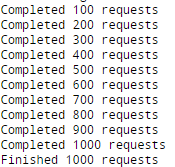 Completed 100 requests
Completed 200 requests
Completed 300 requests
Completed 400 requests
Completed 500 requests
Completed 600 requests
Completed 700 requests
Completed 800 requests
Completed 900 requests
Completed 1000 requests
Finished 1000 requests